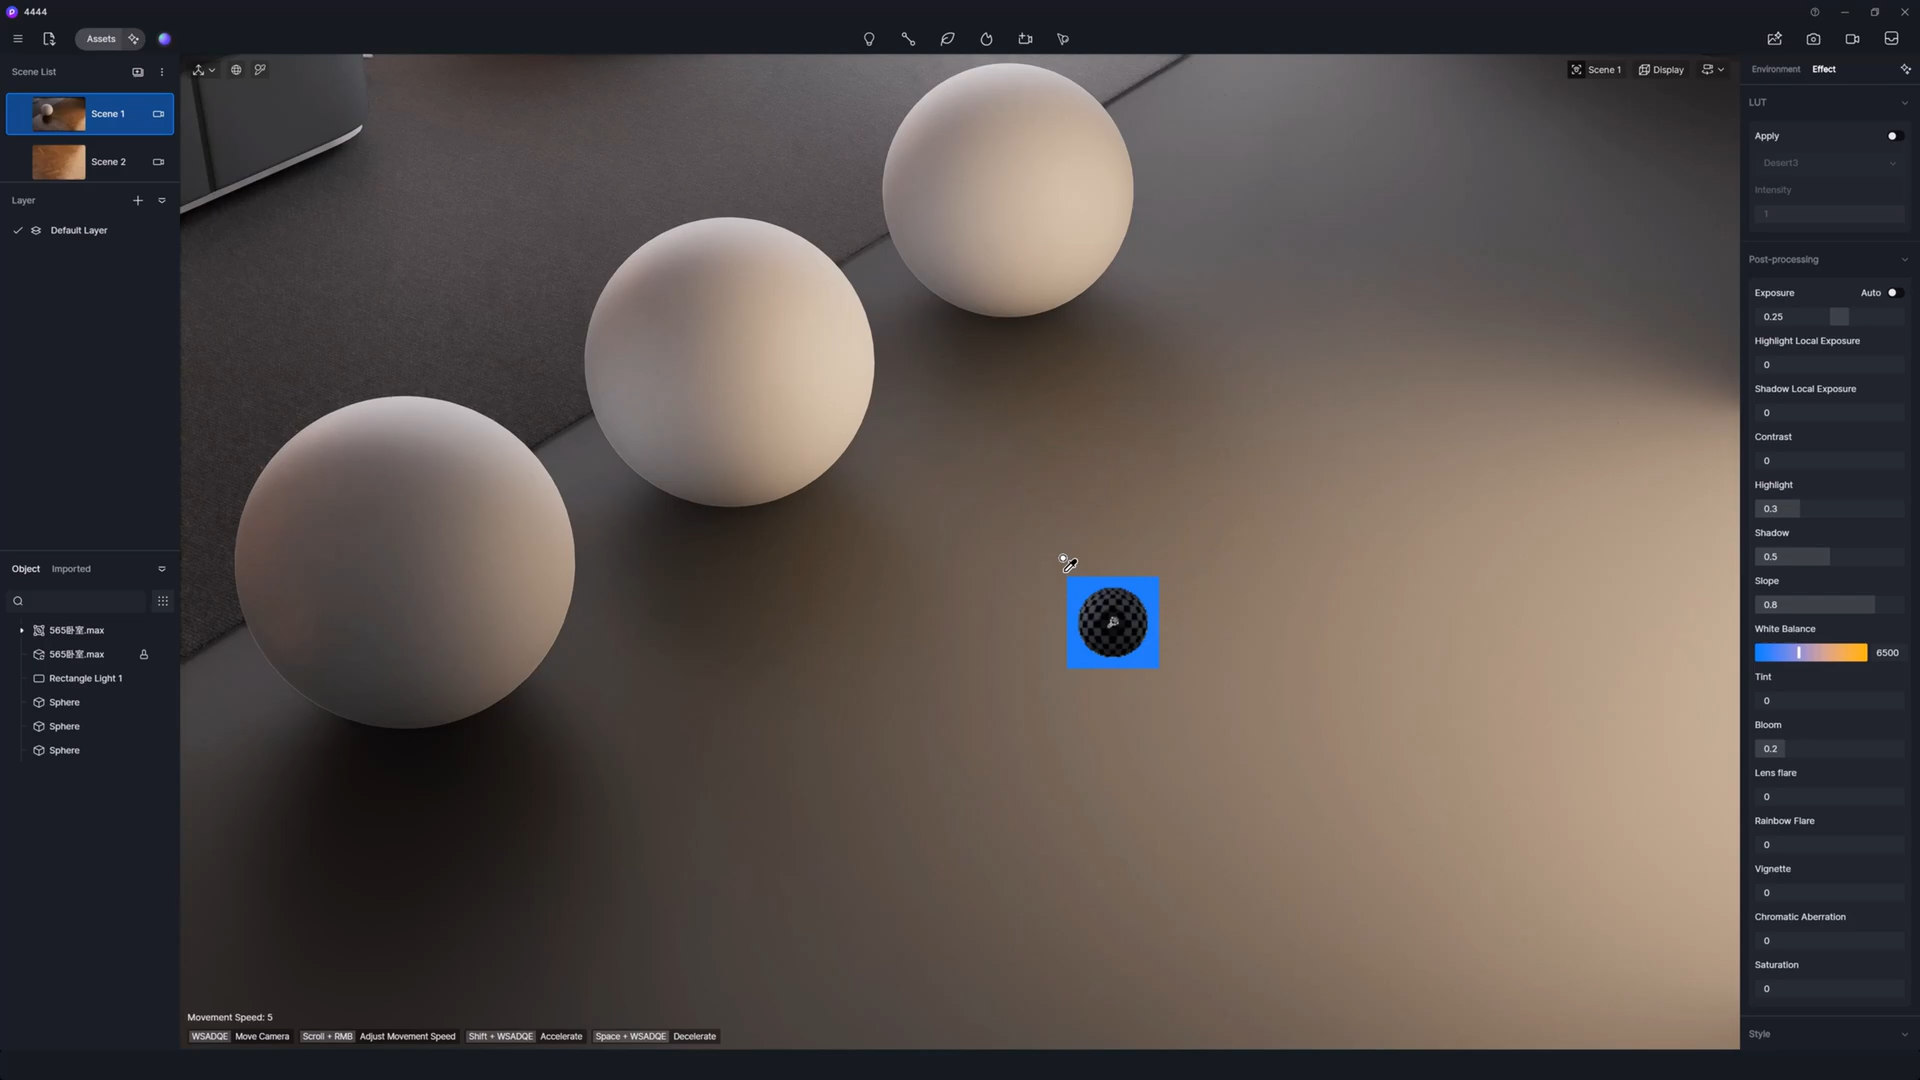 4444
Assets
Scene List
Scene 1
Scene 2
Layer
Default Layer
Object Imported
565卧室.max
565卧室.max
Rectangle Light 1
Sphere
Sphere
Sphere
Scene 1 Display
Movement Speed: 5
WSADQE Move Camera Scroll + RMB Adjust Movement Speed Shift + WSADQE Accelerate Space + WSADQE Decelerate
Environment Effect
LUT
Apply
Desert3
Intensity
1
Post-processing
Exposure Auto
0.25
Highlight Local Exposure
0
Shadow Local Exposure
0
Contrast
0
Highlight
0.3
Shadow
0.5
Slope
0.8
White Balance
6500
Tint
0
Bloom
0.2
Lens flare
0
Rainbow Flare
0
Vignette
0
Chromatic Aberration
0
Saturation
0
Style